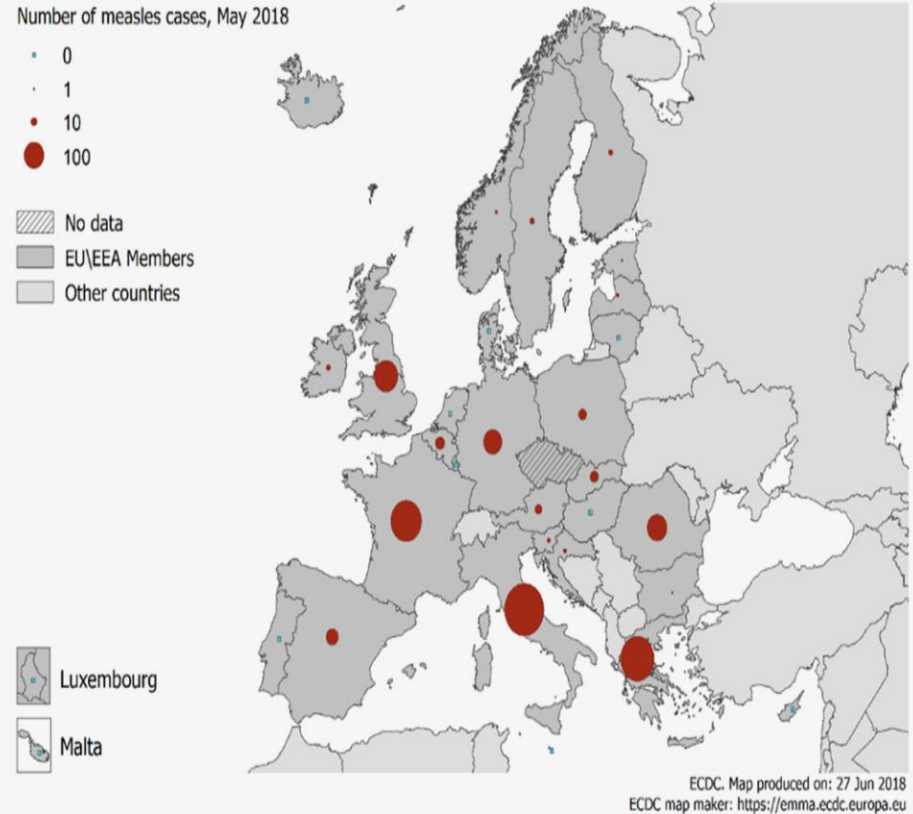 Number of measles cases, May 2018
0
1
10
100
No data
EU\EEA Members
Other countries
Luxembourg
Malta
ECDC. Map produced on: 27 Jun 2018
ECDC map maker: https://emma.ecdc.europa.eu